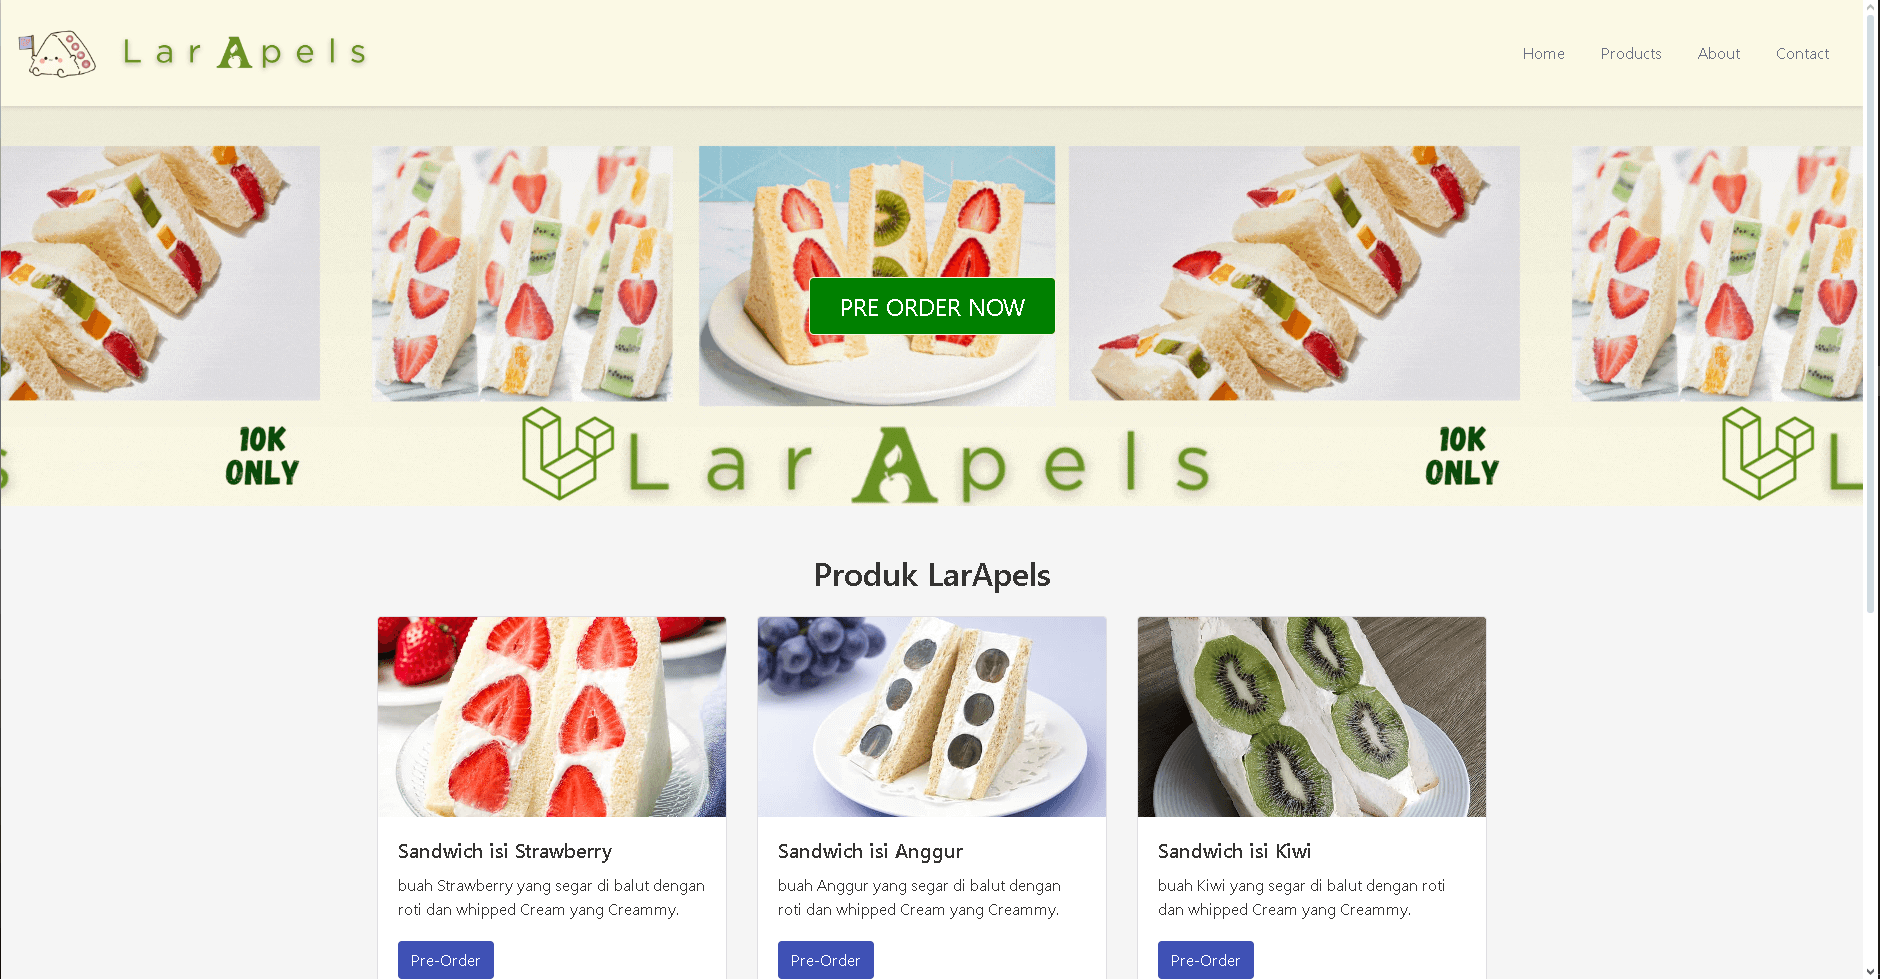 LarApels
Home Products About Contact
PRE ORDER NOW
s
10K
ONLY
LarApels
10K
ONLY
L
Produk LarApels
Sandwich isi Strawberry
buah Strawberry yang segar di balut dengan
roti dan whipped Cream yang Creammy.
Pre-Order
Sandwich isi Anggur
buah Anggur yang segar di balut dengan
roti dan whipped Cream yang Creammy.
Pre-Order
Sandwich isi Kiwi
buah Kiwi yang segar di balut dengan roti
dan whipped Cream yang Creammy.
Pre-Order